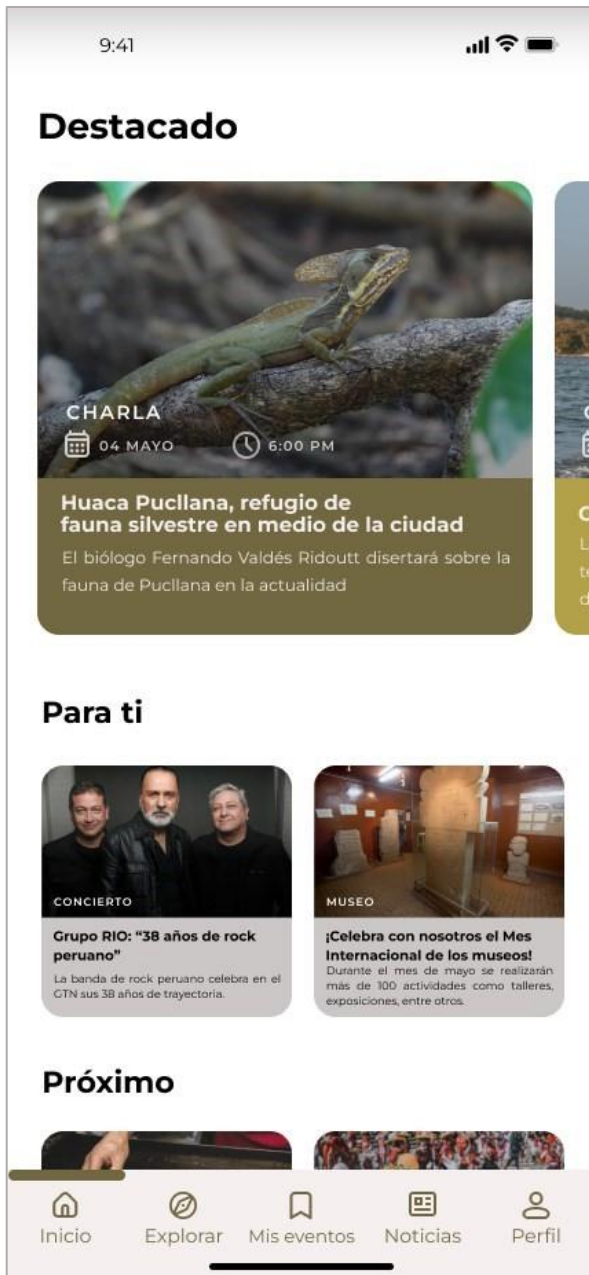 9:41
Destacado
CHARLA
04 MAYO 6:00 PM
Huaca Pucllana, refugio de
fauna silvestre en medio de la ciudad
El biólogo Fernando Valdés Ridoutt disertará sobre la
fauna de Pucllana en la actualidad
Para ti
CONCIERTO
Grupo RIO: “38 años de rock
peruano”
La banda de rock peruano celebra en el
GTN sus 38 años de trayectoria.
MUSEO
¡Celebra con nosotros el Mes
Internacional de los museos!
Durante el mes de mayo se realizarán
más de 100 actividades como talleres,
exposiciones, entre otros.
Próximo
Inicio Explorar Mis eventos Noticias Perfil